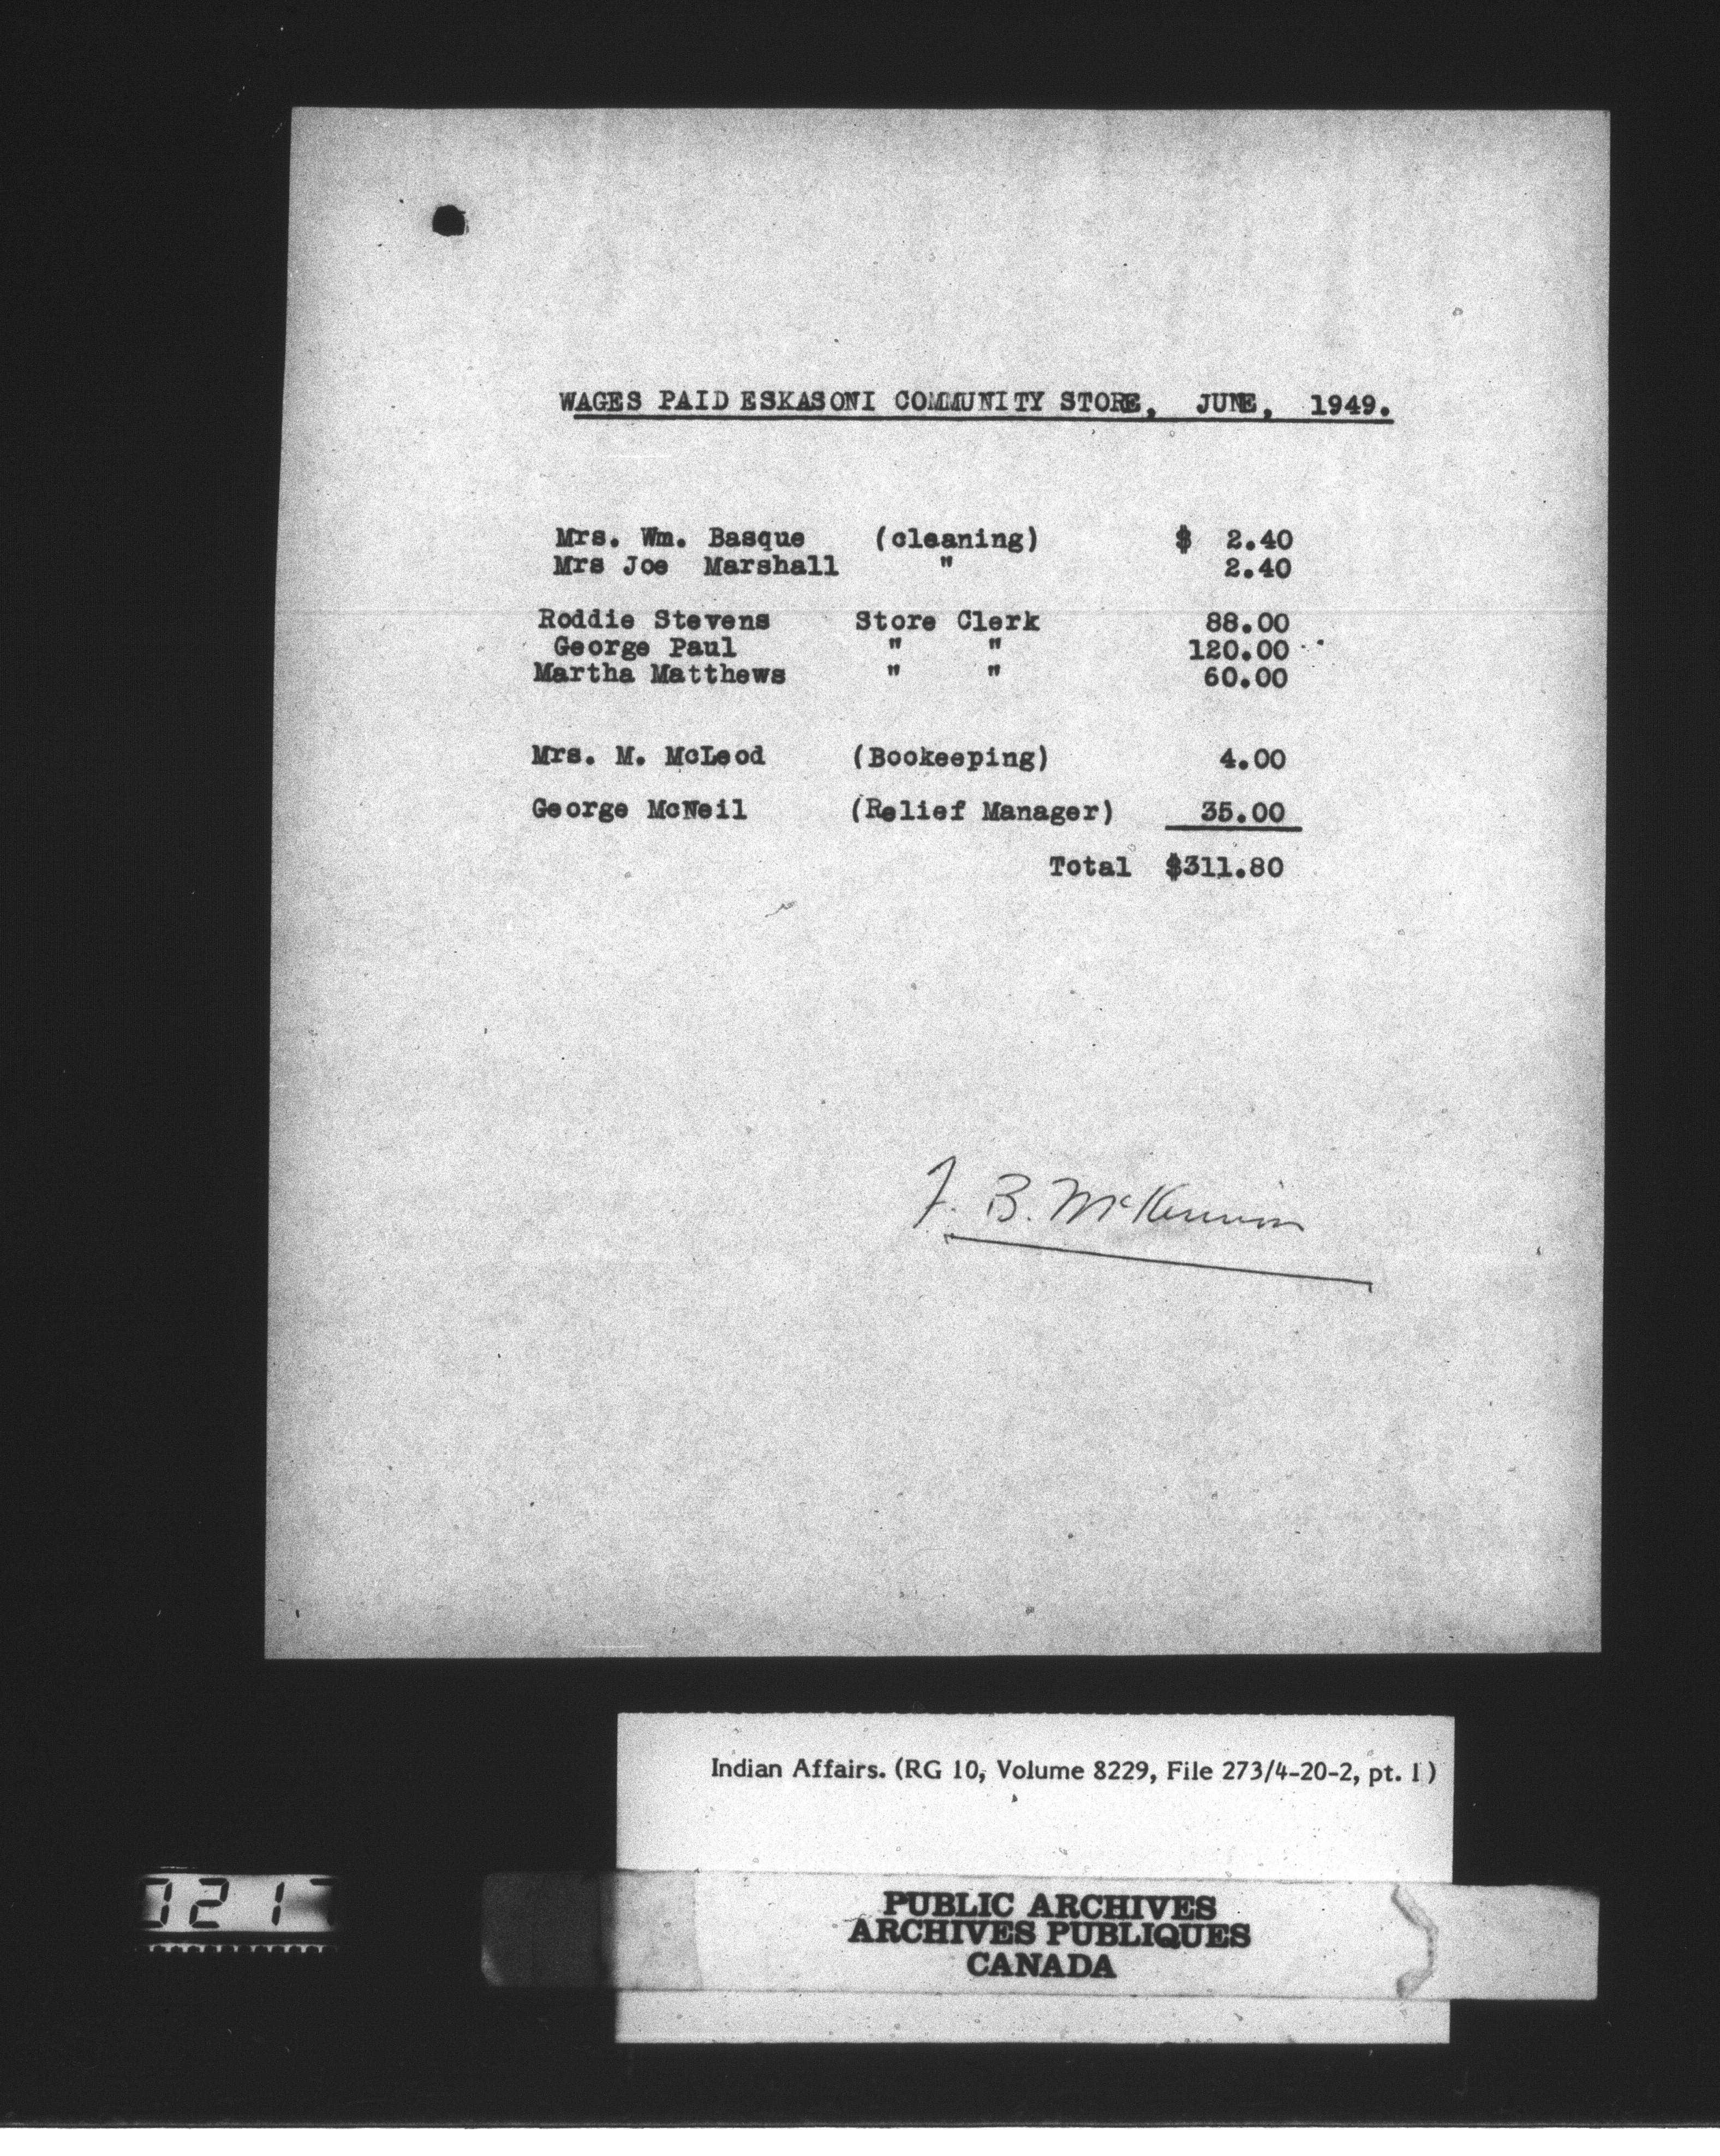 WAGES PAID ESKASONI COMMUNITY STORE, JUNE, 1949.
Mrs. Wm. Basque (cleaning) $ 2.40
Mrs Joe Marshall " 2.40
Roddie Stevens Store Clerk 88.00
George Paul " " 120.00
Martha Matthews " " 60.00
Mrs. M. McLeod (Bookeeping) 4.00
George McNeil (Relief Manager) 35.00
Total $311.80
F. B. McKinnon
Indian Affairs. (RG 10, Volume 8229, File 273/4-20-2, pt. 1)
PUBLIC ARCHIVES
ARCHIVES PUBLIQUES
CANADA